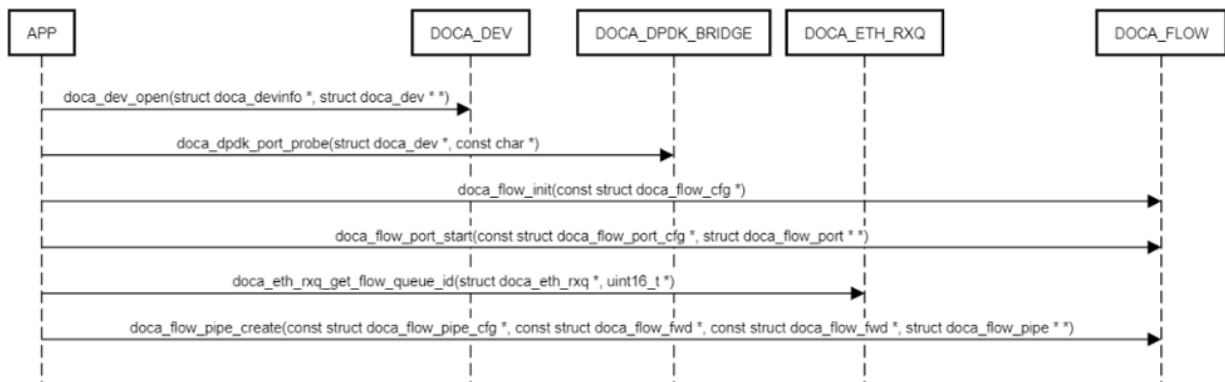 APP
DOCA_DEV
DOCA_DPDK_BRIDGE
DOCA_ETH_RXQ
DOCA_FLOW
doca_dev_open(struct doca_devinfo *, struct doca_dev * *)
doca_dpdk_port_probe(struct doca_dev *, const char *)
doca_flow_init(const struct doca_flow_cfg *)
doca_flow_port_start(const struct doca_flow_port_cfg *, struct doca_flow_port * *)
doca_eth_rxq_get_flow_queue_id(struct doca_eth_rxq *, uint16_t *)
doca_flow_pipe_create(const struct doca_flow_pipe_cfg *, const struct doca_flow_fwd *, const struct doca_flow_fwd *, struct doca_flow_pipe * *)